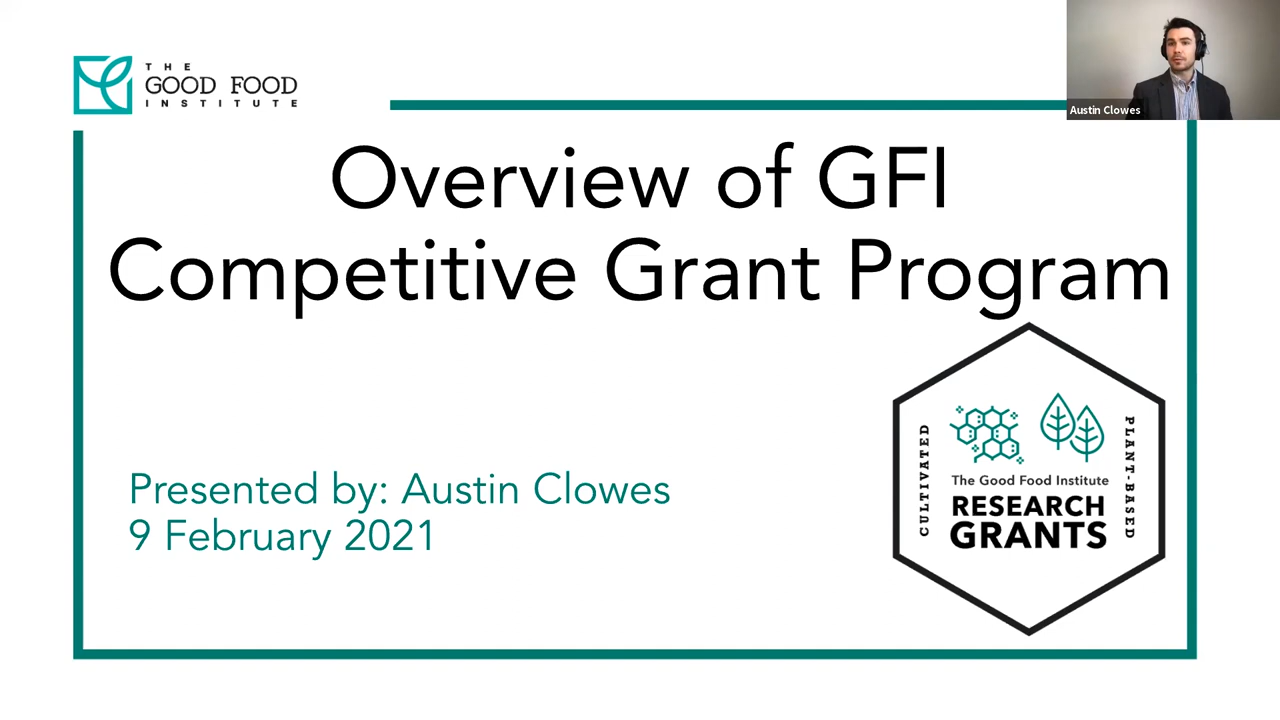 THE
GOOD FOOD
INSTITUTE
Austin Clowes
Overview of GFI
Competitive Grant Program
Presented by: Austin Clowes
9 February 2021
CULTIVATED
The Good Food Institute
RESEARCH
GRANTS
PLANT-BASED